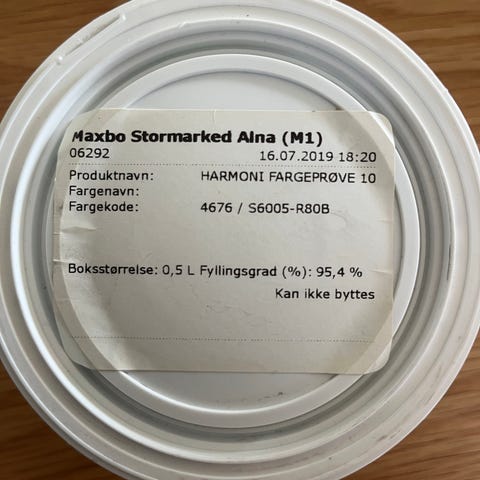 Maxbo Stormarked Alna (M1)
06292 16.07.2019 18:20
Produktnavn: HARMONI FARGEPRØVE 10
Fargenavn:
Fargekode: 4676 / S6005-R80B
Boksstørrelse: 0,5 L Fyllingsgrad (%): 95,4 %
Kan ikke byttes